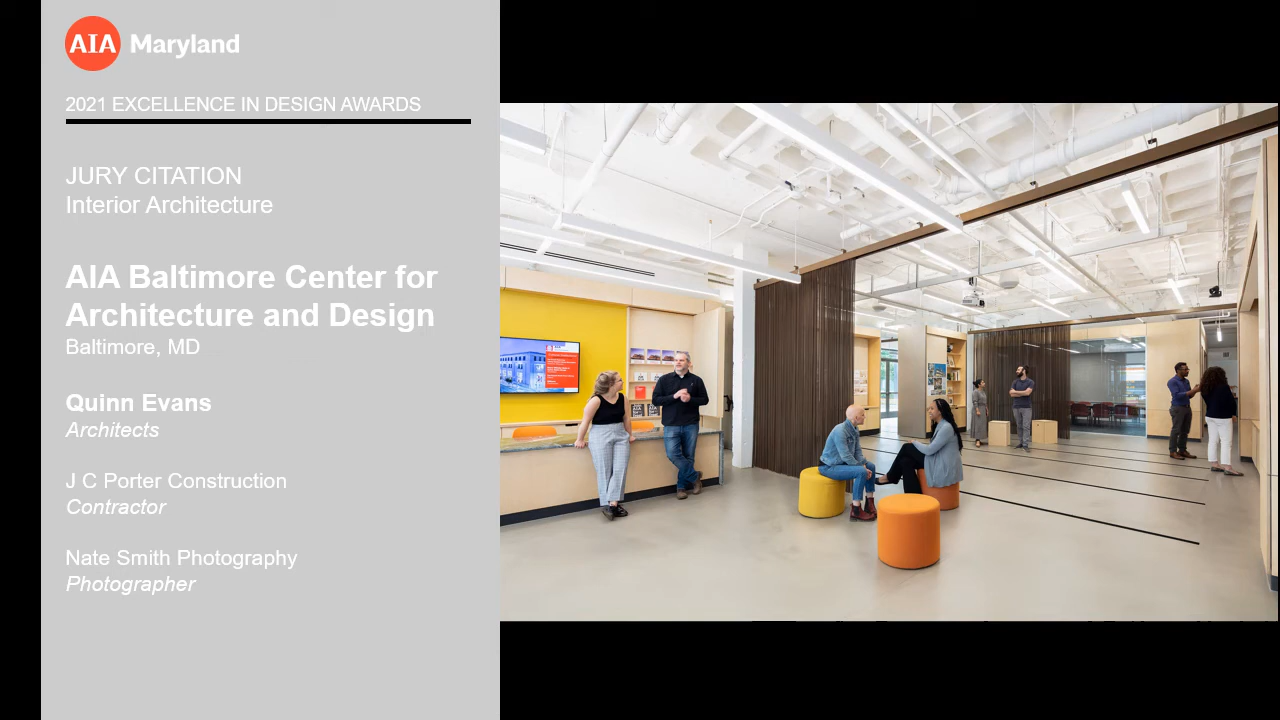 AIA Maryland
2021 EXCELLENCE IN DESIGN AWARDS
JURY CITATION
Interior Architecture
AIA Baltimore Center for
Architecture and Design
Baltimore, MD
Quinn Evans
Architects
J C Porter Construction
Contractor
Nate Smith Photography
Photographer